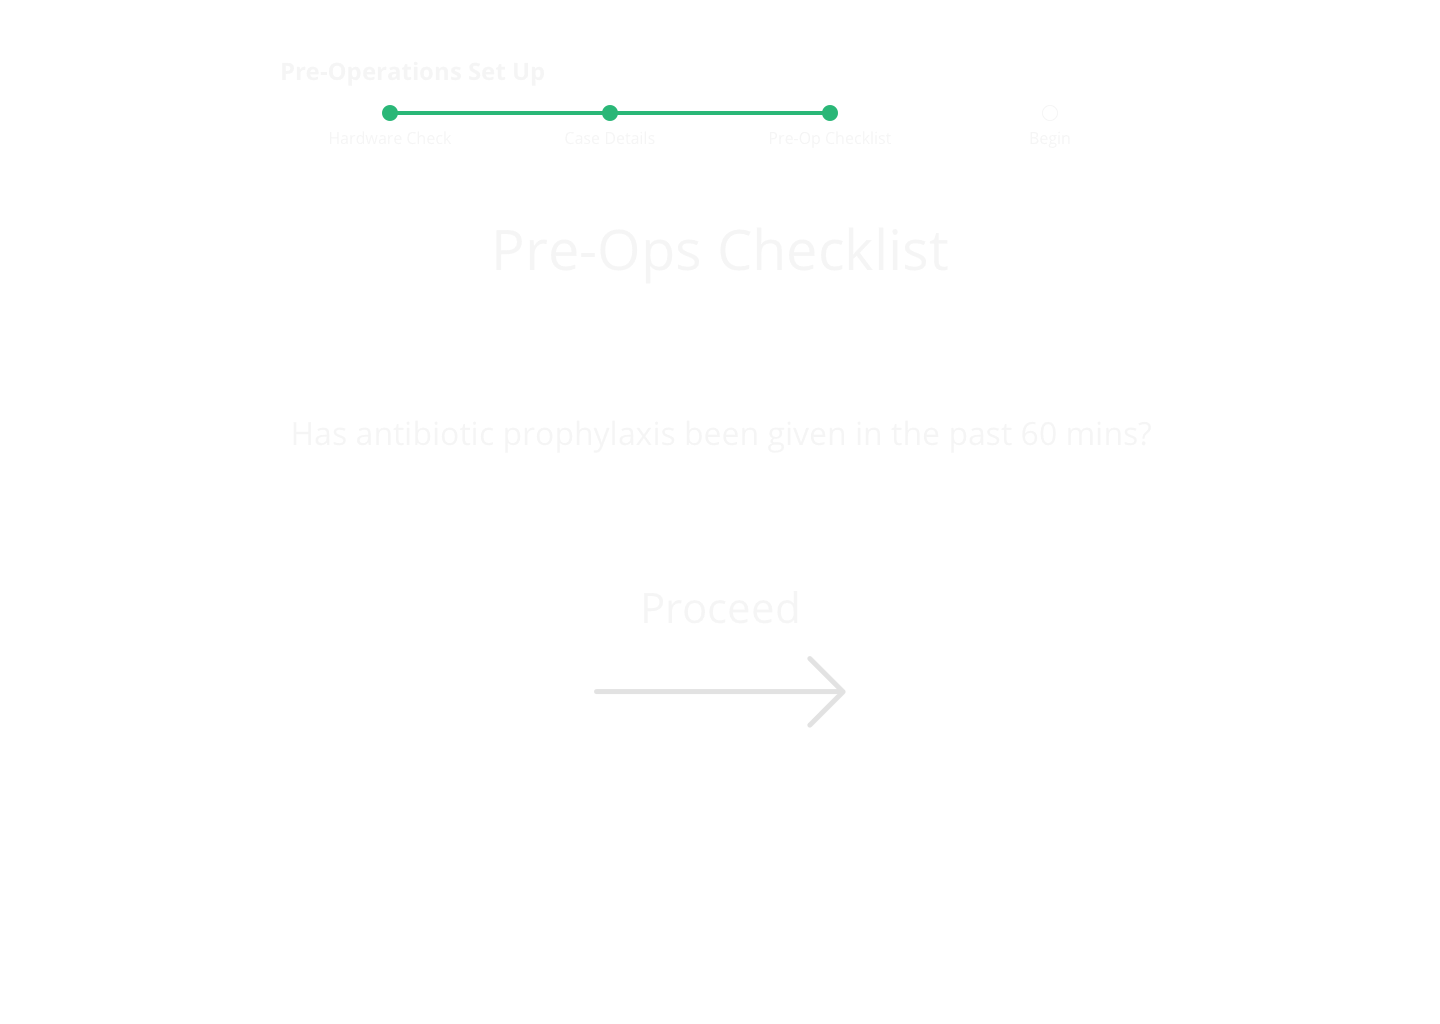 Pre-Operations Set Up
Hardware Check Case Details Pre-Op Checklist Begin
Pre-Ops Checklist
Has antibiotic prophylaxis been given in the past 60 mins?
Proceed